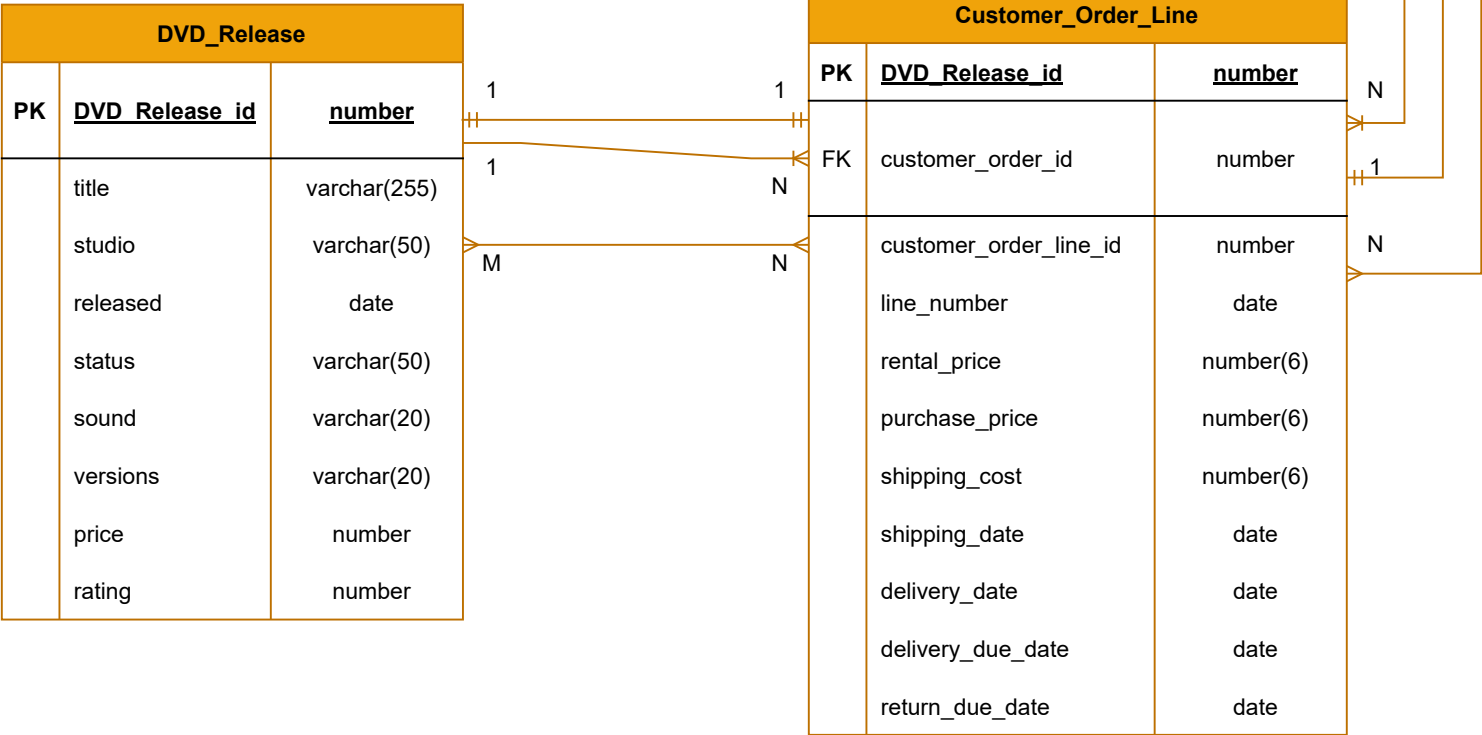 DVD_Release
PK DVD_Release_id number
title varchar(255)
studio varchar(50)
released date
status varchar(50)
sound varchar(20)
versions varchar(20)
price number
rating number
1 1
1 N
M N
Customer_Order_Line
PK DVD_Release_id number
FK customer_order_id number
customer_order_line_id number
line_number date
rental_price number(6)
purchase_price number(6)
shipping_cost number(6)
shipping_date date
delivery_date date
delivery_due_date date
return_due_date date
N
1
N